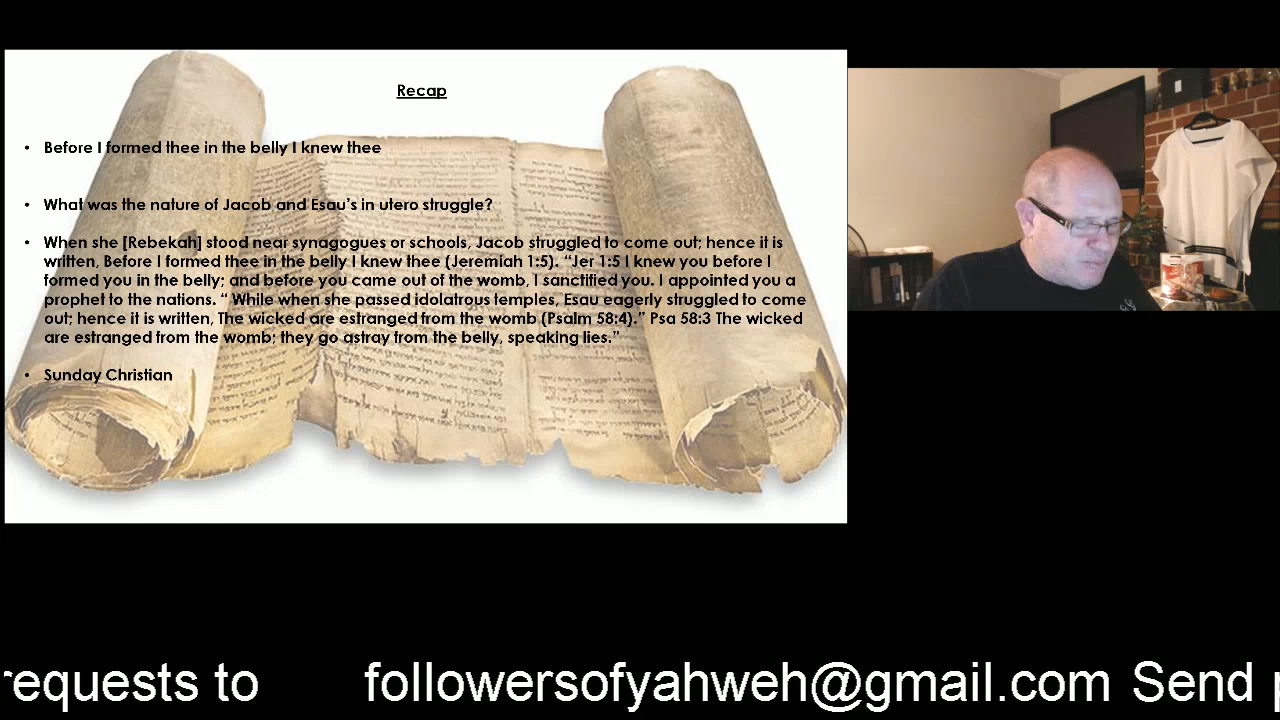 Recap
• Before I formed thee in the belly I knew thee
• What was the nature of Jacob and Esau's in utero struggle?
• When she [Rebekah] stood near synagogues or schools, Jacob struggled to come out; hence it is
written, Before I formed thee in the belly I knew thee (Jeremiah 1:5). “Jer 1:5 I knew you before I
formed you in the belly; and before you came out of the womb, I sanctified you. I appointed you a
prophet to the nations. “ While when she passed idolatrous temples, Esau eagerly struggled to come
out; hence it is written, The wicked are estranged from the womb (Psalm 58:4).” Psa 58:3 The wicked
are estranged from the womb; they go astray from the belly, speaking lies.”
• Sunday Christian
requests to followersofyahweh@gmail.com Send